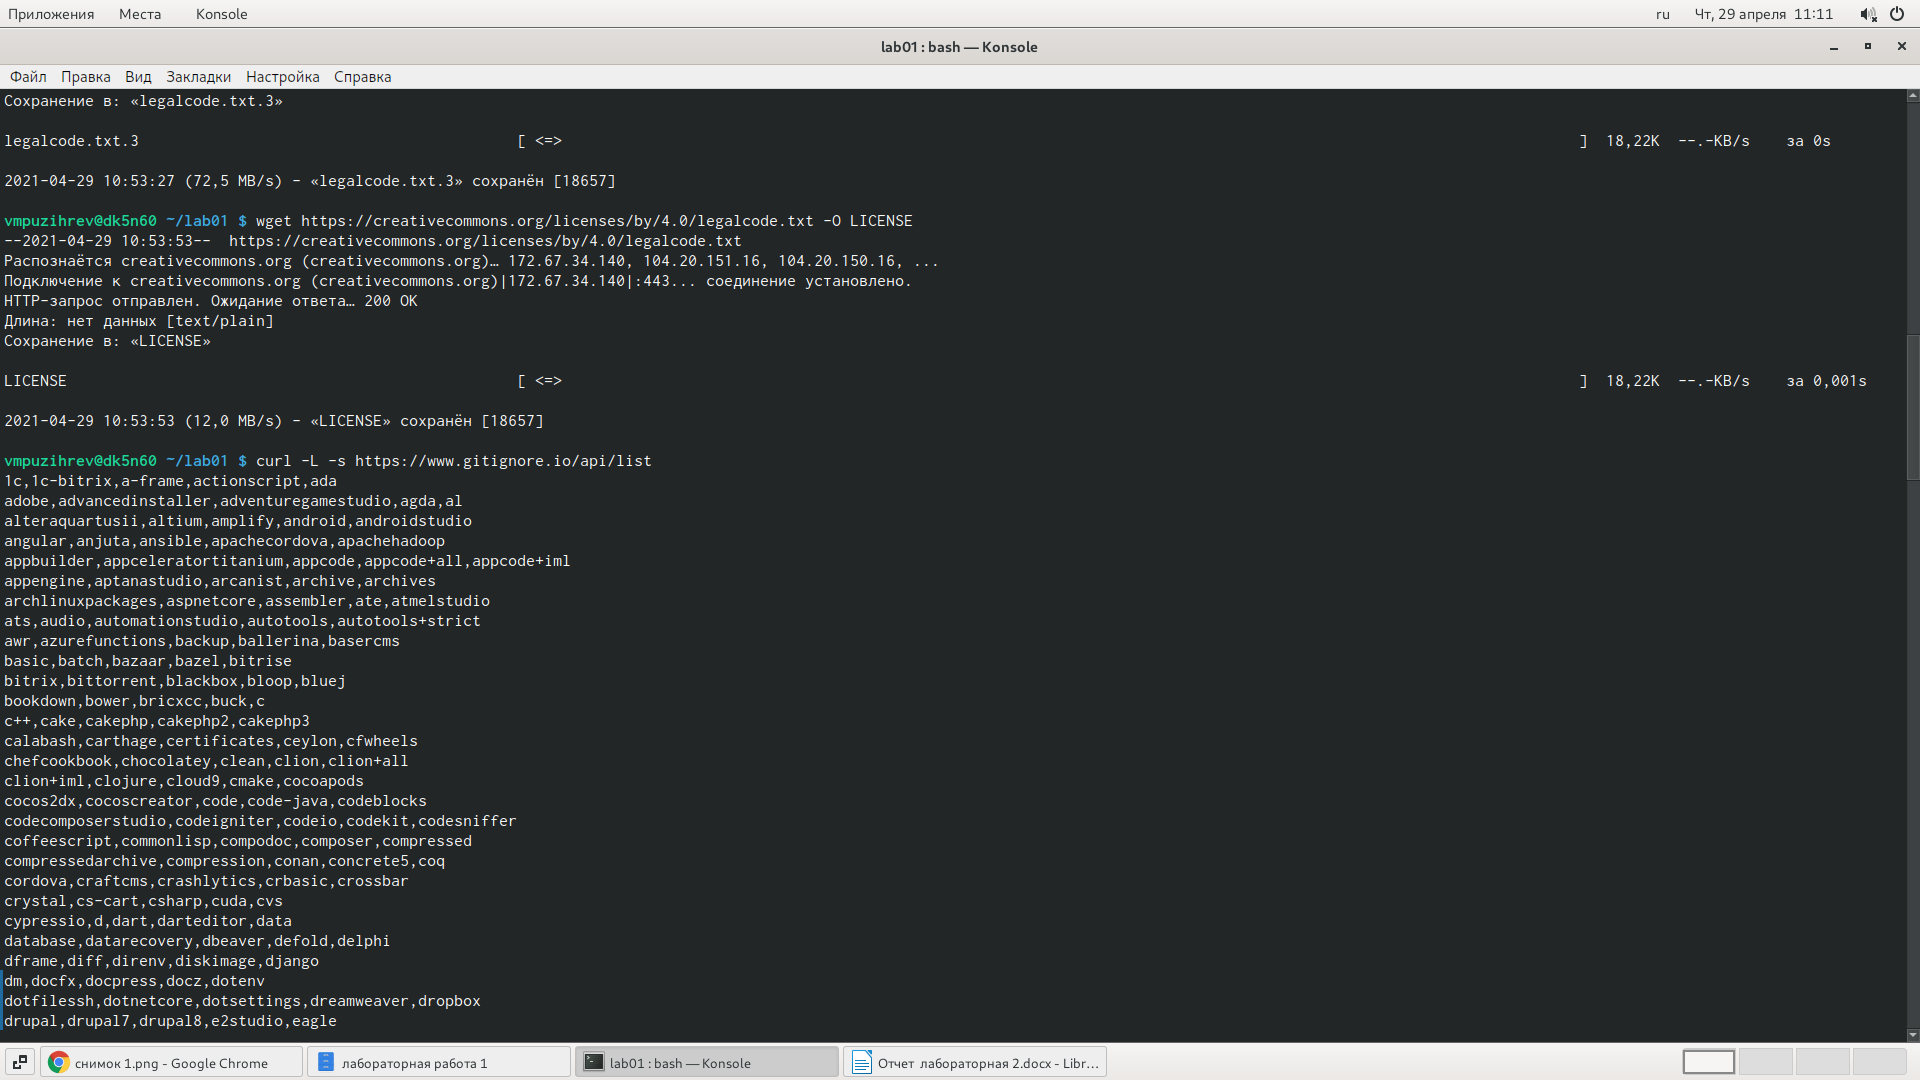 Приложения Места Konsole ru Чт, 29 апреля 11:11
lab01 : bash — Konsole
Файл Правка Вид Закладки Настройка Справка
Сохранение в: «legalcode.txt.3»
legalcode.txt.3 [ <=> ] 18,22K --.-KB/s за 0s
2021-04-29 10:53:27 (72,5 MB/s) - «legalcode.txt.3» сохранён [18657]
vmpuzihrev@dk5n60 ~/lab01 $ wget https://creativecommons.org/licenses/by/4.0/legalcode.txt -O LICENSE
--2021-04-29 10:53:53-- https://creativecommons.org/licenses/by/4.0/legalcode.txt
Распознаётся creativecommons.org (creativecommons.org)… 172.67.34.140, 104.20.151.16, 104.20.150.16, ...
Подключение к creativecommons.org (creativecommons.org)|172.67.34.140|:443... соединение установлено.
HTTP-запрос отправлен. Ожидание ответа… 200 OK
Длина: нет данных [text/plain]
Сохранение в: «LICENSE»
LICENSE [ <=> ] 18,22K --.-KB/s за 0,001s
2021-04-29 10:53:53 (12,0 MB/s) - «LICENSE» сохранён [18657]
vmpuzihrev@dk5n60 ~/lab01 $ curl -L -s https://www.gitignore.io/api/list
1c,1c-bitrix,a-frame,actionscript,ada
adobe,advancedinstaller,adventuregamestudio,agda,al
alteraquartusii,altium,amplify,android,androidstudio
angular,anjuta,ansible,apachecordova,apachehadoop
appbuilder,appceleratortitanium,appcode,appcode+all,appcode+iml
appengine,aptanastudio,arcanist,archive,archives
archlinuxpackages,aspnetcore,assembler,ate,atmelstudio
ats,audio,automationstudio,autotools,autotools+strict
awr,azurefunctions,backup,ballerina,basercms
basic,batch,bazaar,bazel,bitrise
bitrix,bittorrent,blackbox,bloop,bluej
bookdown,bower,bricxcc,buck,c
c++,cake,cakephp,cakephp2,cakephp3
calabash,carthage,certificates,ceylon,cfwheels
chefcookbook,chocolatey,clean,clion,clion+all
clion+iml,clojure,cloud9,cmake,cocoapods
cocos2dx,cocoscreator,code,code-java,codeblocks
codecomposerstudio,codeigniter,codeio,codekit,codesniffer
coffeescript,commonlisp,compodoc,composer,compressed
compressedarchive,compression,conan,concrete5,coq
cordova,craftcms,crashlytics,crbasic,crossbar
crystal,cs-cart,csharp,cuda,cvs
cypressio,d,dart,darteditor,data
database,datarecovery,dbeaver,defold,delphi
dframe,diff,direnv,diskimage,django
dm,docfx,docpress,docz,dotenv
dotfilessh,dotnetcore,dotsettings,dreamweaver,dropbox
drupal,drupal7,drupal8,e2studio,eagle
снимок 1.png - Google Chrome лабораторная работа 1 lab01 : bash — Konsole Отчет лабораторная 2.docx - Libr...